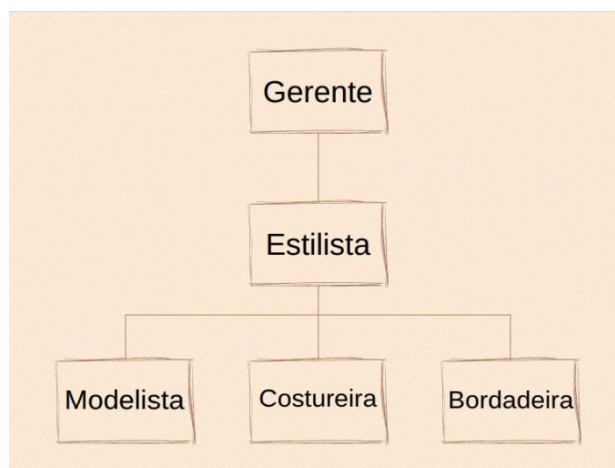 Gerente
Estilista
Modelista
Costureira
Bordadeira